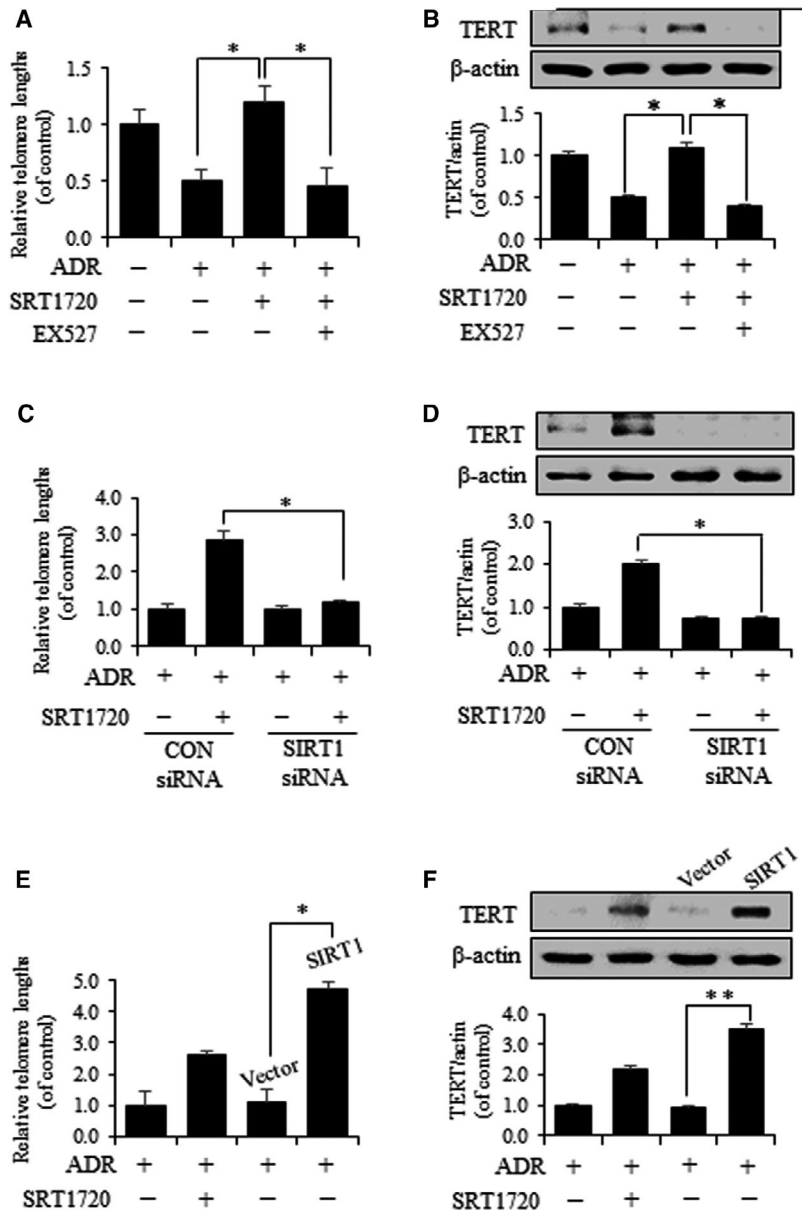 A
* *
1.5
1.0
0.5
0.0
Relative telomere lengths
(of control)
ADR − + + +
SRT1720 − − + +
EX527 − − − +
B
TERT
β-actin
* *
1.5
1.0
0.5
0.0
TERT/actin
(of control)
ADR − + + +
SRT1720 − − + +
EX527 − − − +
C
*
4.0
3.0
2.0
1.0
0.0
Relative telomere lengths
(of control)
ADR + + + +
SRT1720 − + − +
CON SIRT1
siRNA siRNA
D
TERT
β-actin
*
3.0
2.0
1.0
0.0
TERT/actin
(of control)
ADR + + + +
SRT1720 − + − +
CON SIRT1
siRNA siRNA
E
*
SIRT1
Vector
5.0
4.0
3.0
2.0
1.0
0.0
Relative telomere lengths
(of control)
ADR + + + +
SRT1720 − + − −
F
Vector SIRT1
TERT
β-actin
**
4.0
3.0
2.0
1.0
0.0
TERT/actin
(of control)
ADR + + + +
SRT1720 − + − −